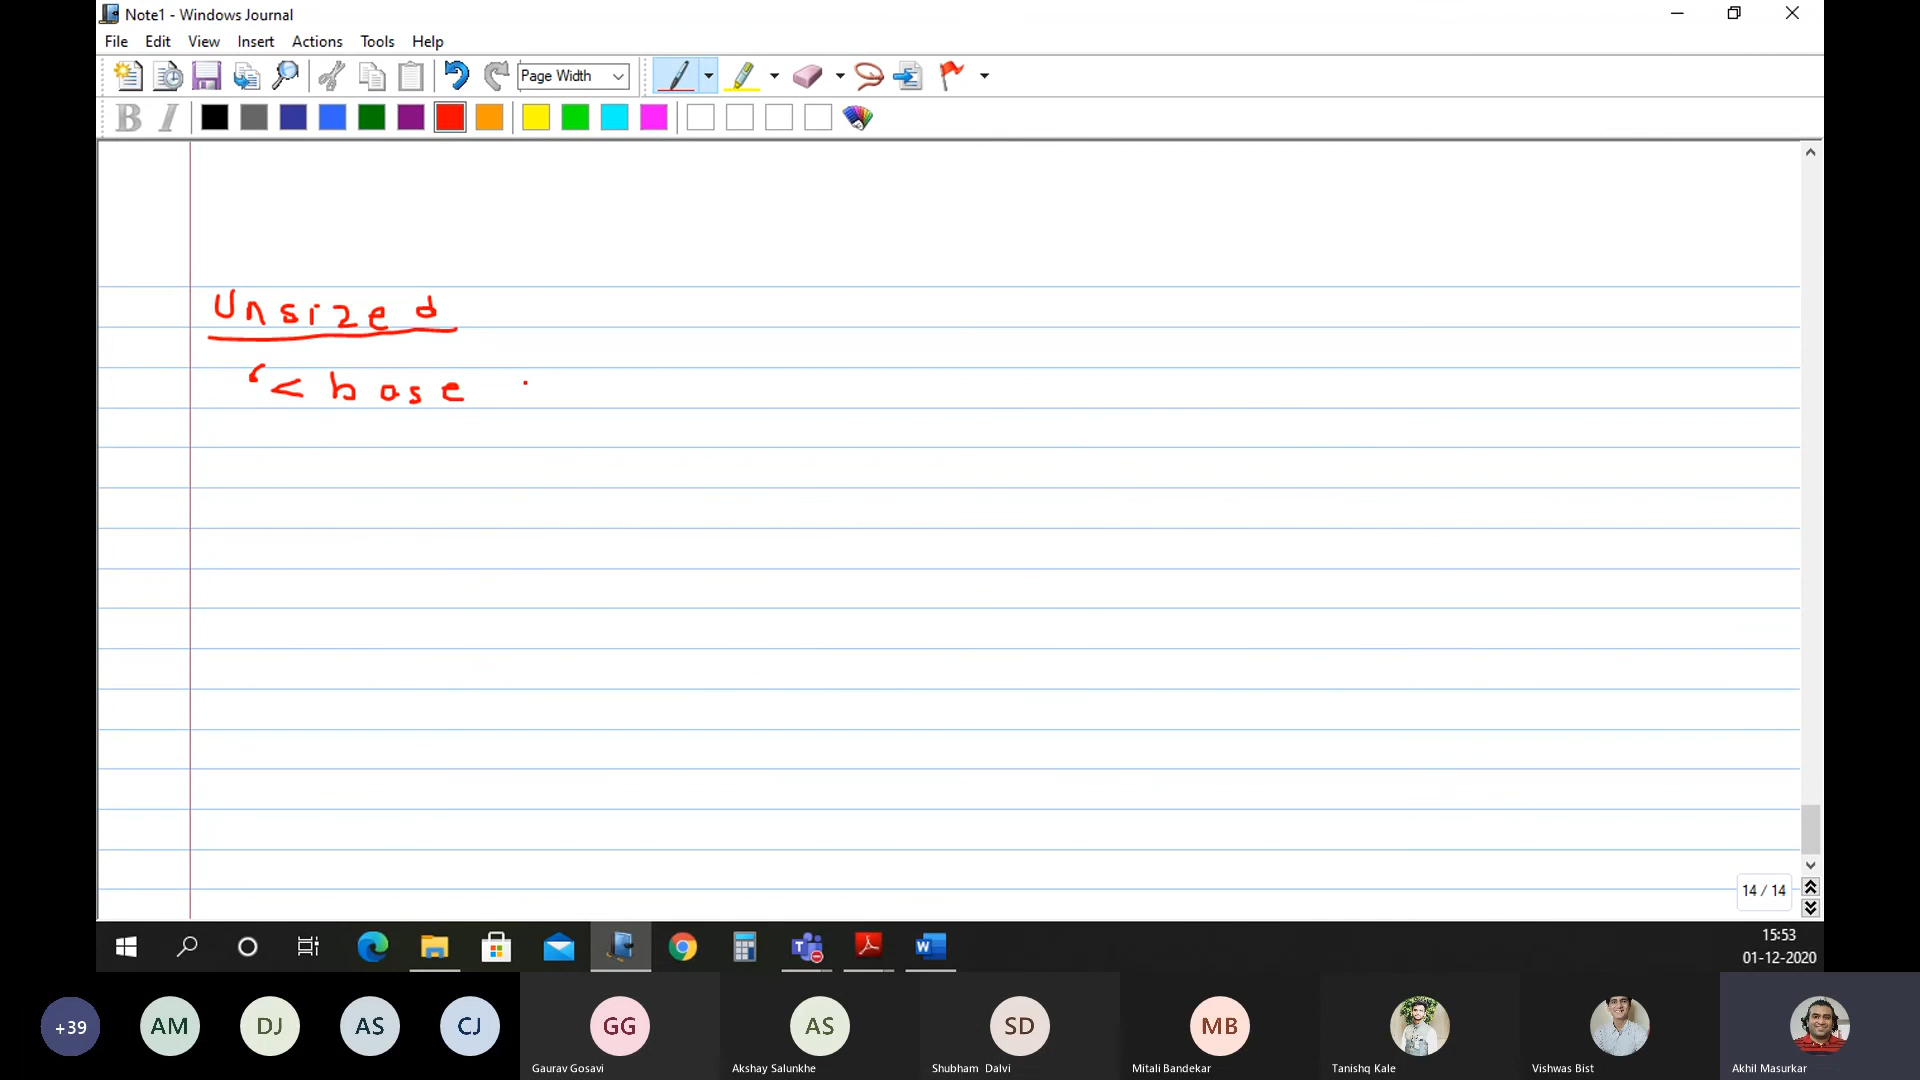 Note1 - Windows Journal
File Edit View Insert Actions Tools Help
Page Width
B I
Unsized
‘< base
14 / 14
15:53
01-12-2020
+39 AM DJ AS CJ GG AS SD MB
Gaurav Gosavi Akshay Salunkhe Shubham Dalvi Mitali Bandekar Tanishq Kale Vishwas Bist Akhil Masurkar